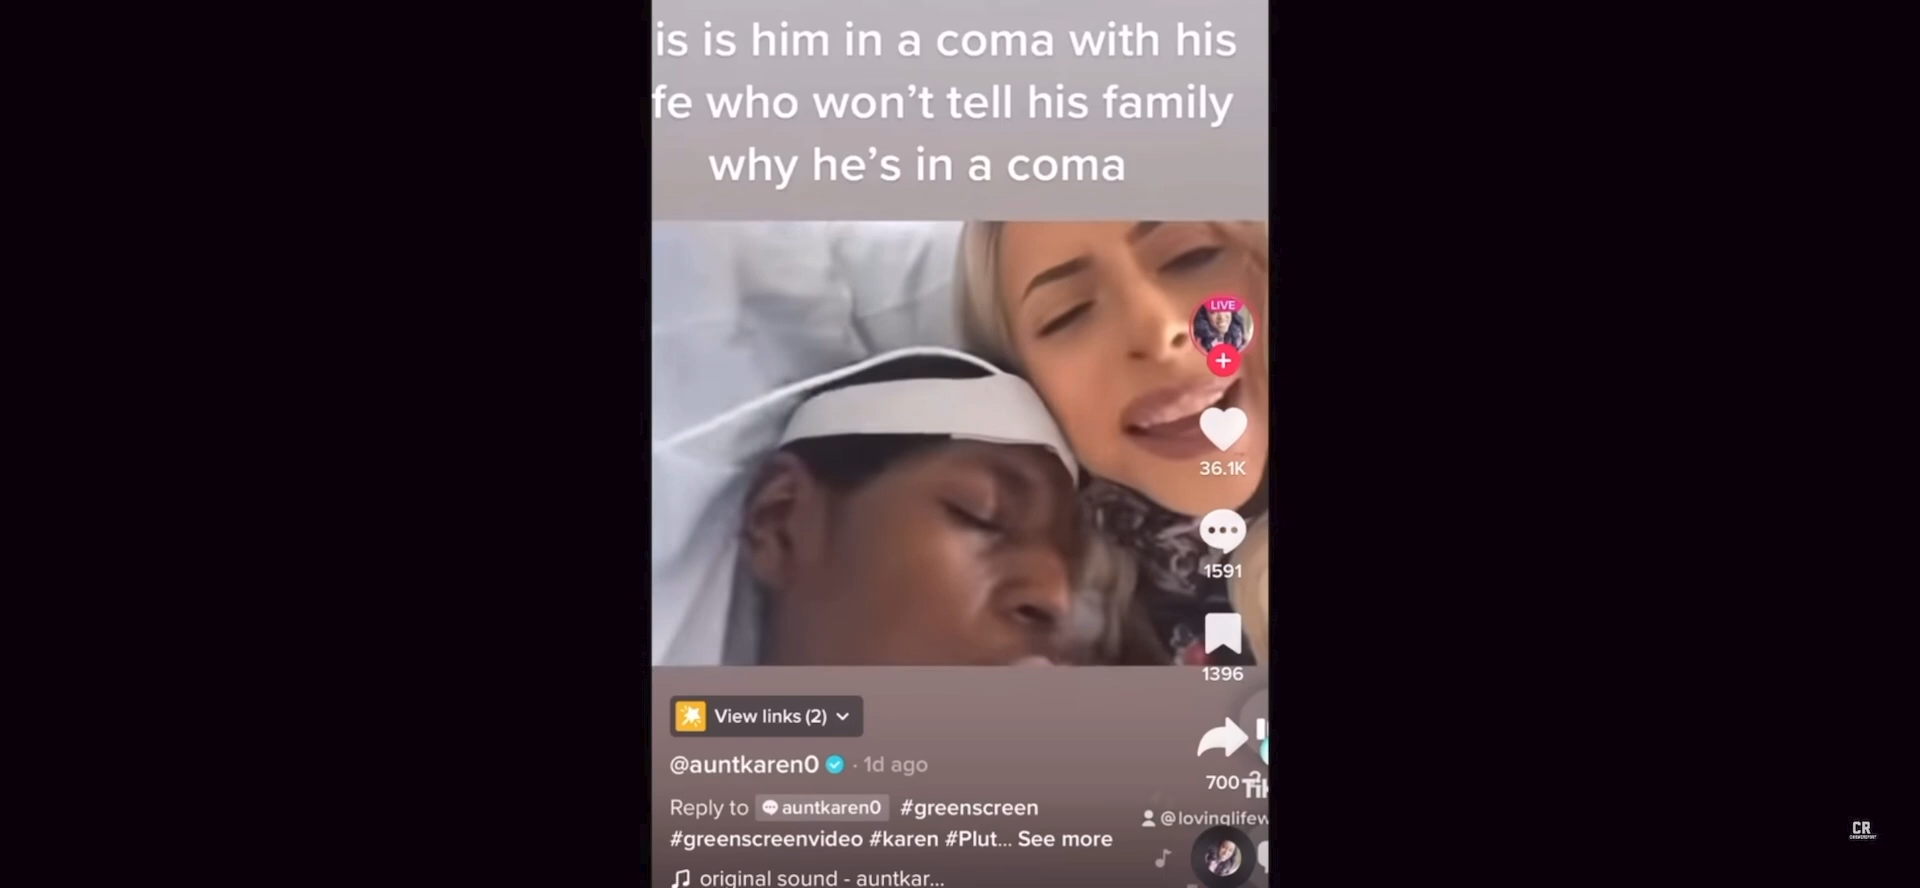 is is him in a coma with his
fe who won't tell his family
why he's in a coma
LIVE
36.1K
1591
1396
View links (2)
@auntkaren0 · 1d ago
700
Reply to auntkaren0 #greenscreen
@lovinglifew
#greenscreenvideo #karen #Plut... See more
original sound - auntkar...
CR